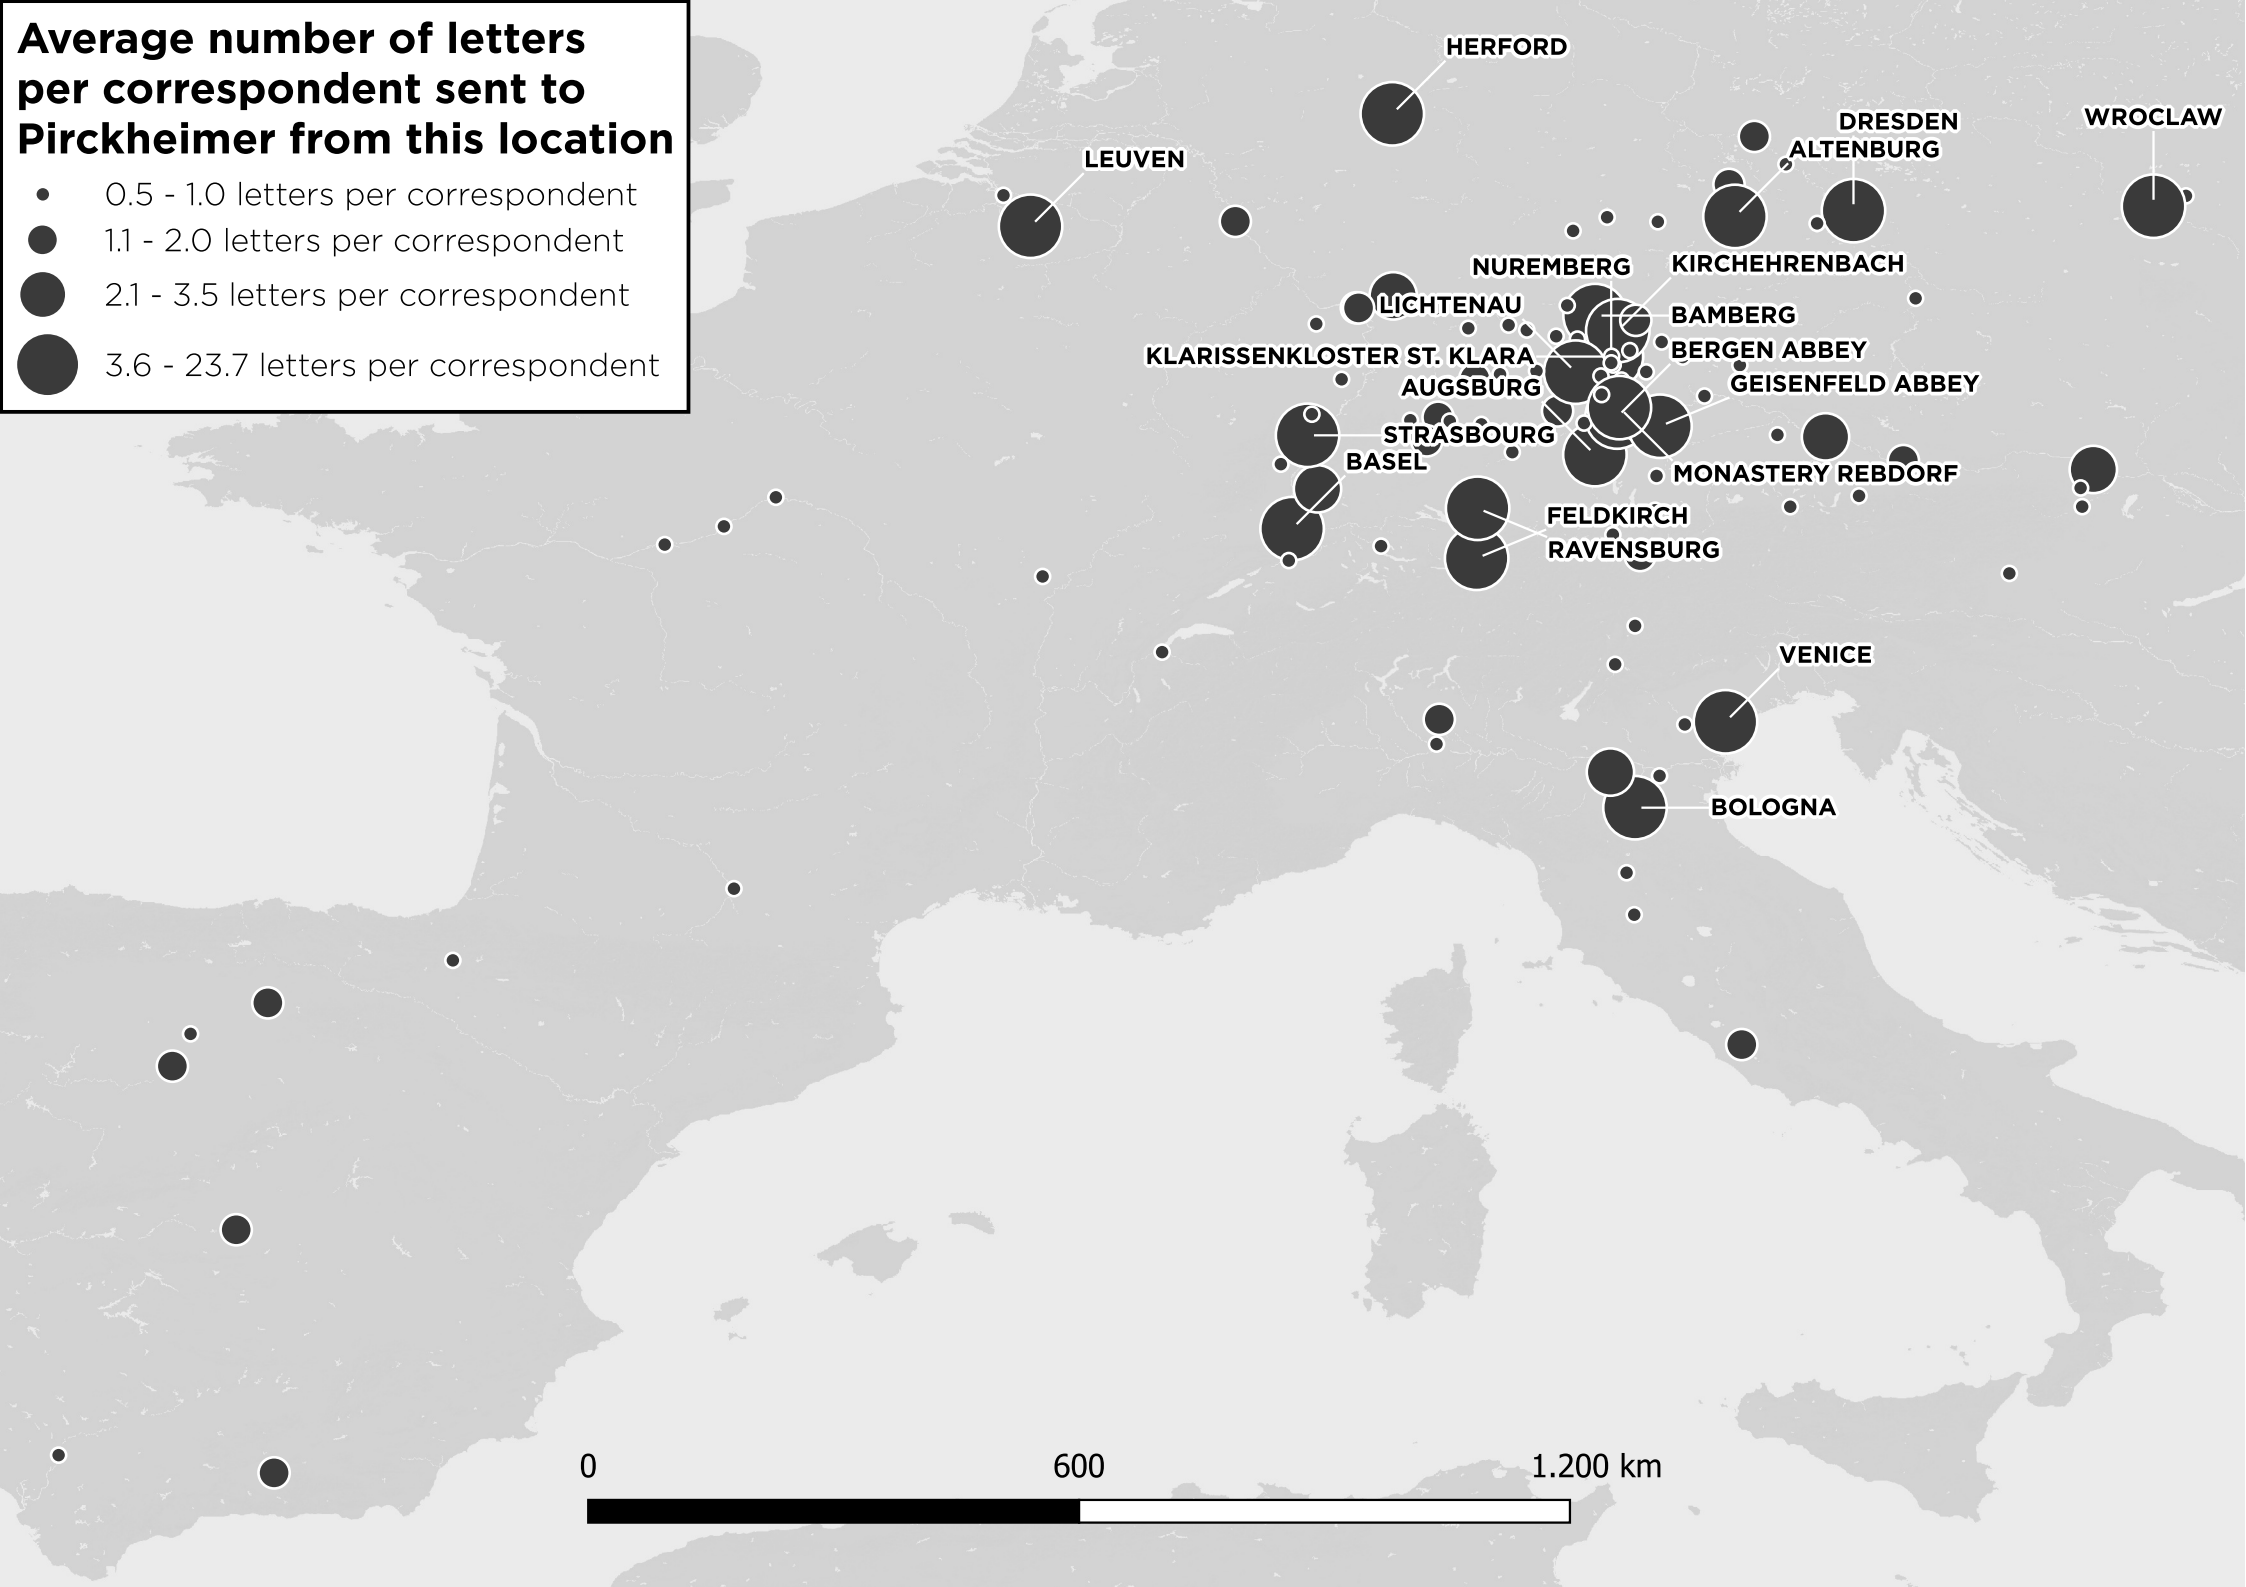 Average number of letters
per correspondent sent to
Pirckheimer from this location
0.5 - 1.0 letters per correspondent
1.1 - 2.0 letters per correspondent
2.1 - 3.5 letters per correspondent
3.6 - 23.7 letters per correspondent
HERFORD
DRESDEN
WROCLAW
ALTENBURG
LEUVEN
NUREMBERG
KIRCHEHRENBACH
LICHTENAU
BAMBERG
KLARISSENKLOSTER ST. KLARA
BERGEN ABBEY
AUGSBURG
GEISENFELD ABBEY
STRASBOURG
BASEL
MONASTERY REBDORF
FELDKIRCH
RAVENSBURG
VENICE
BOLOGNA
0 600 1.200 km